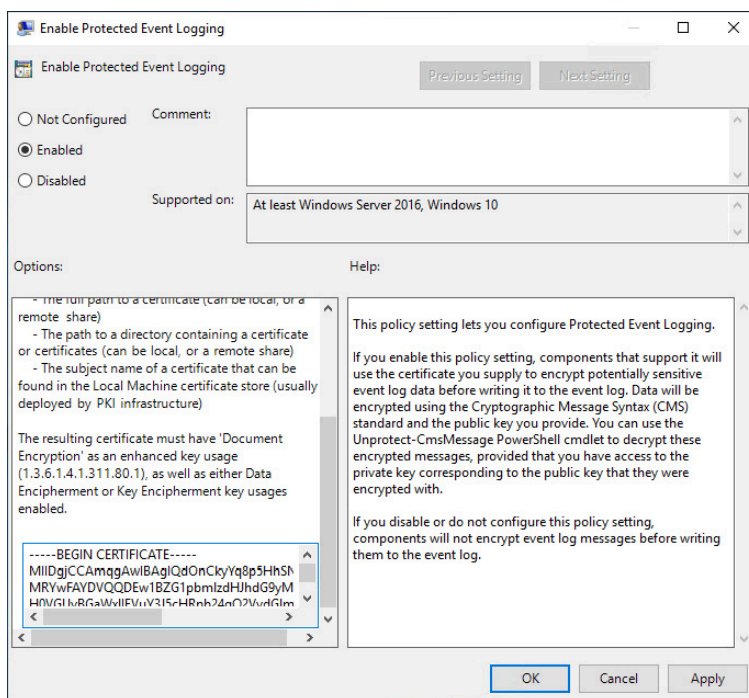 Enable Protected Event Logging
Enable Protected Event Logging
Previous Setting
Next Setting
Not Configured
Enabled
Disabled
Comment:
Supported on:
At least Windows Server 2016, Windows 10
Options:
Help:
- The full path to a certificate (can be local, or a
remote share)
- The path to a directory containing a certificate
or certificates (can be local, or a remote share)
- The subject name of a certificate that can be
found in the Local Machine certificate store (usually
deployed by PKI infrastructure)
The resulting certificate must have 'Document
Encryption' as an enhanced key usage
(1.3.6.1.4.1.311.80.1), as well as either Data
Encipherment or Key Encipherment key usages
enabled.
-----BEGIN CERTIFICATE-----
This policy setting lets you configure Protected Event Logging.
If you enable this policy setting, components that support it will
use the certificate you supply to encrypt potentially sensitive
event log data before writing it to the event log. Data will be
encrypted using the Cryptographic Message Syntax (CMS)
standard and the public key you provide. You can use the
Unprotect-CmsMessage PowerShell cmdlet to decrypt these
encrypted messages, provided that you have access to the
private key corresponding to the public key that they were
encrypted with.
If you disable or do not configure this policy setting,
components will not encrypt event log messages before writing
them to the event log.
OK
Cancel
Apply